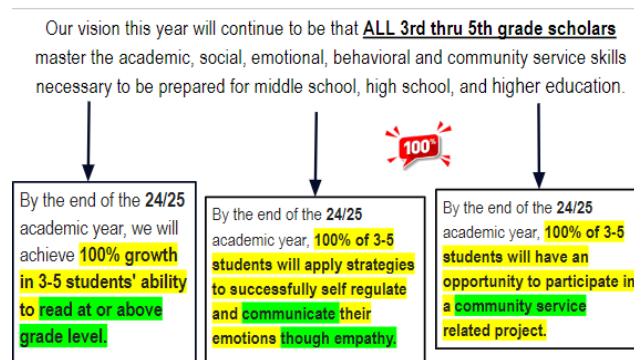 Our vision this year will continue to be that ALL 3rd thru 5th grade scholars
master the academic, social, emotional, behavioral and community service skills
necessary to be prepared for middle school, high school, and higher education.
100%
By the end of the 24/25
academic year, we will
achieve 100% growth
in 3-5 students' ability
to read at or above
grade level.
By the end of the 24/25
academic year, 100% of 3-5
students will apply strategies
to successfully self regulate
and communicate their
emotions though empathy.
By the end of the 24/25
academic year, 100% of 3-5
students will have an
opportunity to participate in
a community service
related project.